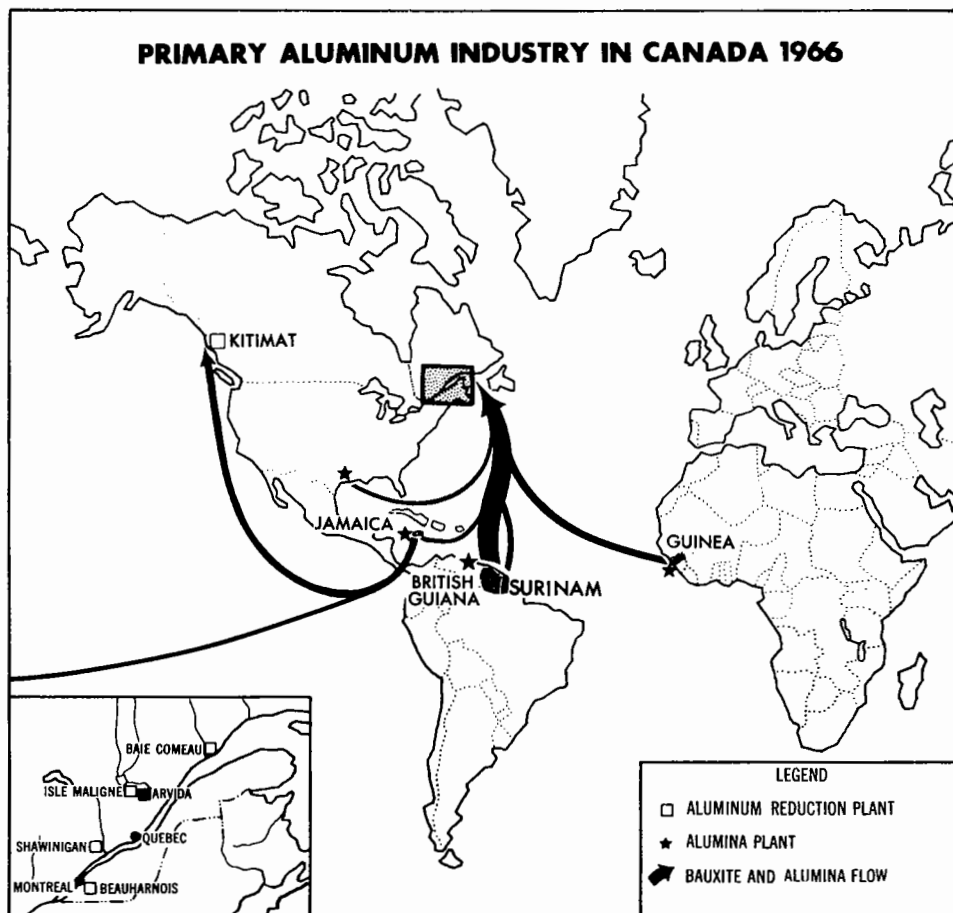 PRIMARY ALUMINUM INDUSTRY IN CANADA 1966
KITIMAT
JAMAICA
GUINEA
BRITISH
GUIANA
SURINAM
BAIE COMEAU
ISLE MALIGNE
ARVIDA
QUEBEC
SHAWINIGAN
MONTREAL
BEAUHARNOIS
LEGEND
ALUMINUM REDUCTION PLANT
ALUMINA PLANT
BAUXITE AND ALUMINA FLOW